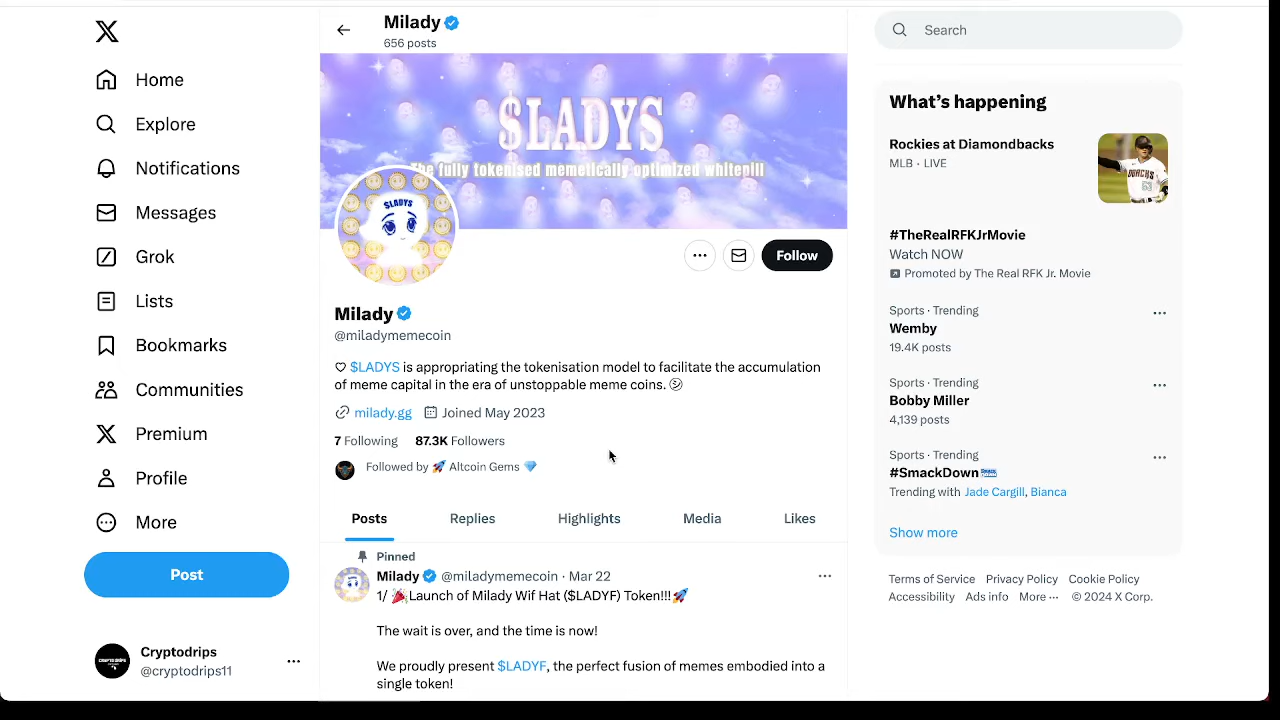 Home
Explore
Notifications
Messages
Grok
Lists
Bookmarks
Communities
Premium
Profile
More
Post
Cryptodrips
@cryptodrips11
Milady
656 posts
$LADYS
The fully tokenised memetically optimized whitepill
LADYS
Follow
Milady
@miladymemecoin
$LADYS is appropriating the tokenisation model to facilitate the accumulation
of meme capital in the era of unstoppable meme coins.
milady.gg Joined May 2023
7 Following 87.3K Followers
Followed by 🚀 Altcoin Gems 💎
Posts Replies Highlights Media Likes
Pinned
Milady @miladymemecoin · Mar 22
1/ 🎉Launch of Milady Wif Hat ($LADYF) Token!!!🚀
The wait is over, and the time is now!
We proudly present $LADYF, the perfect fusion of memes embodied into a
single token!
Search
What’s happening
Rockies at Diamondbacks
MLB · LIVE
#TheRealRFKJrMovie
Watch NOW
Promoted by The Real RFK Jr. Movie
Sports · Trending
Wemby
19.4K posts
Sports · Trending
Bobby Miller
4,139 posts
Sports · Trending
#SmackDown
Trending with Jade Cargill, Bianca
Show more
Terms of Service Privacy Policy Cookie Policy
Accessibility Ads info More ··· © 2024 X Corp.